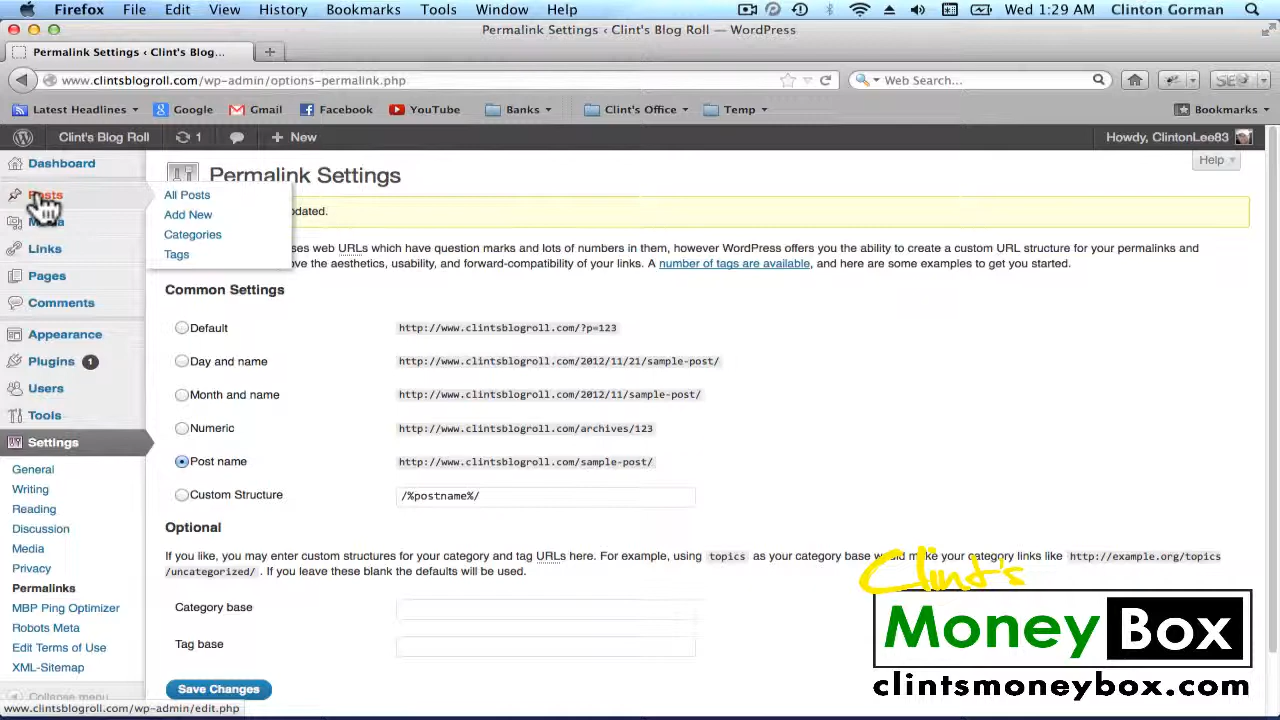 Firefox File Edit View History Bookmarks Tools Window Help Wed 1:29 AM Clinton Gorman
Permalink Settings ‹ Clint's Blog Roll — WordPress
Permalink Settings ‹ Clint's Blog...
www.clintsblogroll.com/wp-admin/options-permalink.php Web Search...
Latest Headlines Google Gmail Facebook YouTube Banks Clint's Office Temp Bookmarks
Clint's Blog Roll 1 + New Howdy, ClintonLee83
Help
Dashboard
Posts
Links
Pages
Comments
Appearance
Plugins 1
Users
Tools
Settings
General
Writing
Reading
Discussion
Media
Privacy
Permalinks
MBP Ping Optimizer
Robots Meta
Edit Terms of Use
XML-Sitemap
Collapse menu
All Posts
Add New
Categories
Tags
Permalink Settings
dated.
ses web URLs which have question marks and lots of numbers in them, however WordPress offers you the ability to create a custom URL structure for your permalinks and
ve the aesthetics, usability, and forward-compatibility of your links. A number of tags are available, and here are some examples to get you started.
Common Settings
Default http://www.clintsblogroll.com/?p=123
Day and name http://www.clintsblogroll.com/2012/11/21/sample-post/
Month and name http://www.clintsblogroll.com/2012/11/sample-post/
Numeric http://www.clintsblogroll.com/archives/123
Post name http://www.clintsblogroll.com/sample-post/
Custom Structure /%postname%/
Optional
If you like, you may enter custom structures for your category and tag URLs here. For example, using topics as your category base would make your category links like http://example.org/topics
/uncategorized/ . If you leave these blank the defaults will be used.
Category base
Tag base
Save Changes
Clint's
MoneyBox
clintsmoneybox.com
www.clintsblogroll.com/wp-admin/edit.php